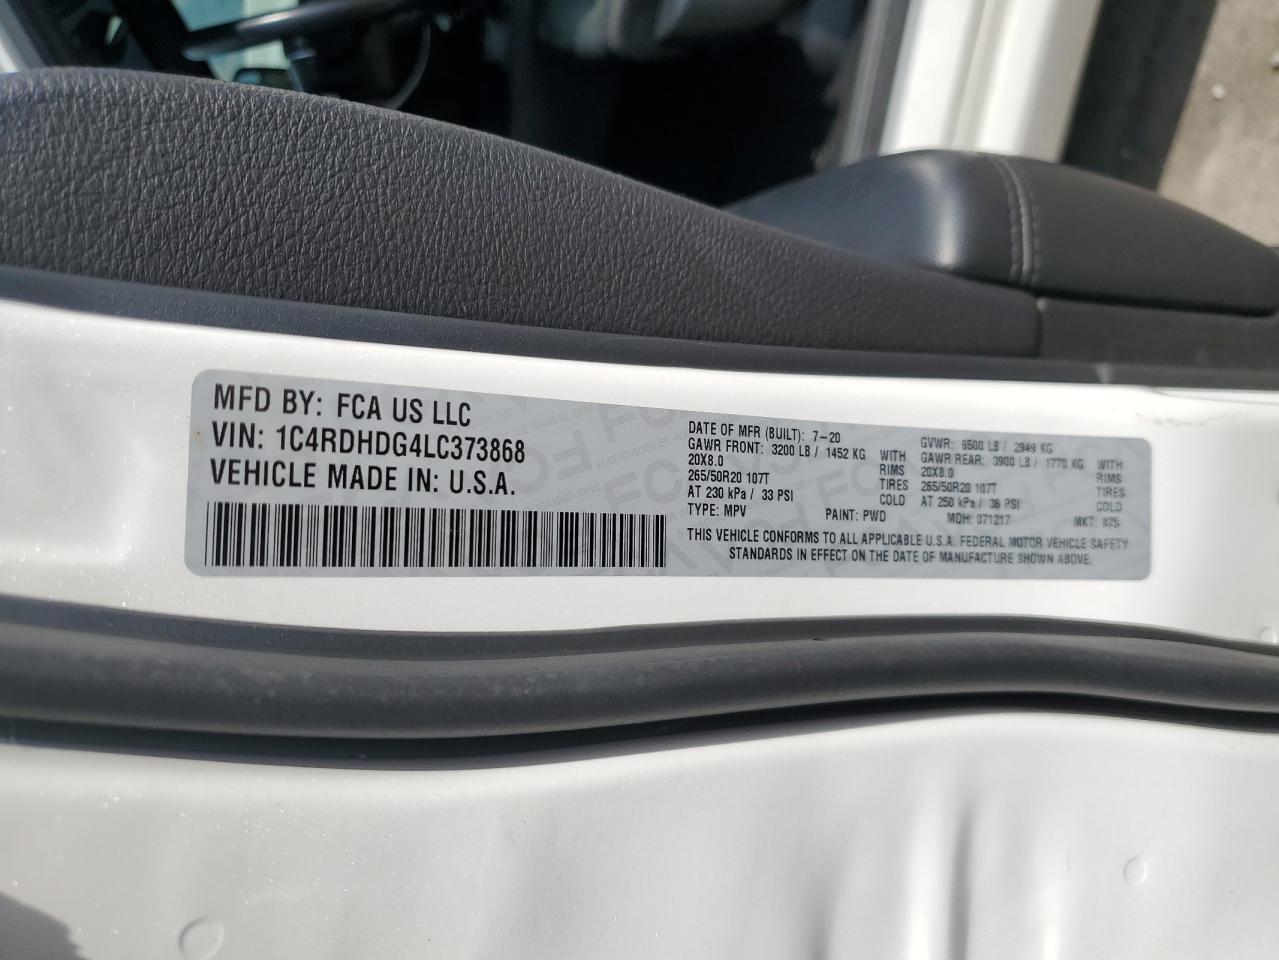 MFD BY: FCA US LLC
VIN: 1C4RDHDG4LC373868
VEHICLE MADE IN: U.S.A.
DATE OF MFR (BUILT): 7-20
GVWR: 6500 LB / 2949 KG
GAWR FRONT: 3200 LB / 1452 KG WITH
GAWR REAR: 3900 LB / 1770 KG WITH
20X8.0 RIMS
20X8.0 RIMS
265/50R20 107T TIRES
265/50R20 107T TIRES
AT 230 kPa / 33 PSI COLD
AT 250 kPa / 36 PSI COLD
TYPE: MPV PAINT: PWD MDH: 071217 MKT: 875
THIS VEHICLE CONFORMS TO ALL APPLICABLE U.S.A. FEDERAL MOTOR VEHICLE SAFETY
STANDARDS IN EFFECT ON THE DATE OF MANUFACTURE SHOWN ABOVE.